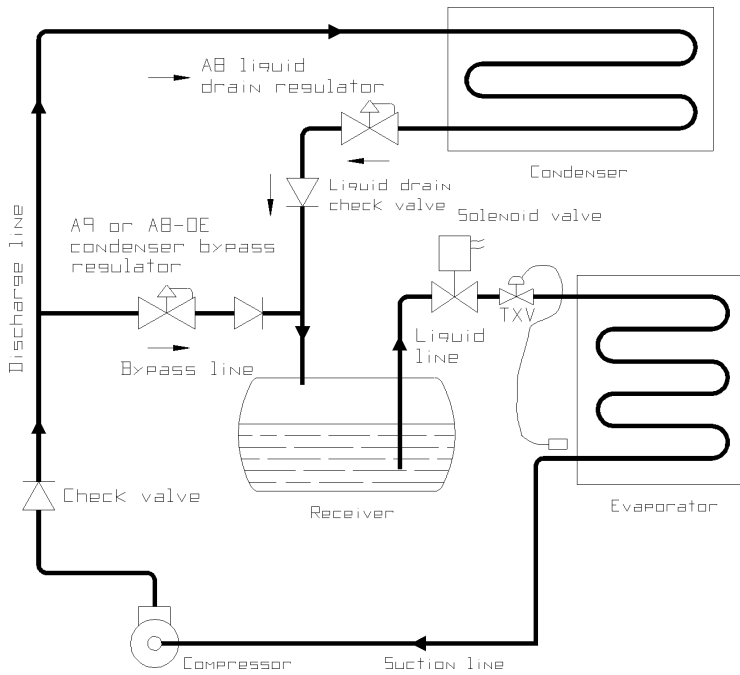 A8 liquid
drain regulator
Condenser
Liquid drain
check valve
Solenoid valve
A9 or A8-OE
condenser bypass
regulator
Discharge line
TXV
Liquid
line
Bypass line
Check valve
Receiver
Evaporator
Compressor
Suction line